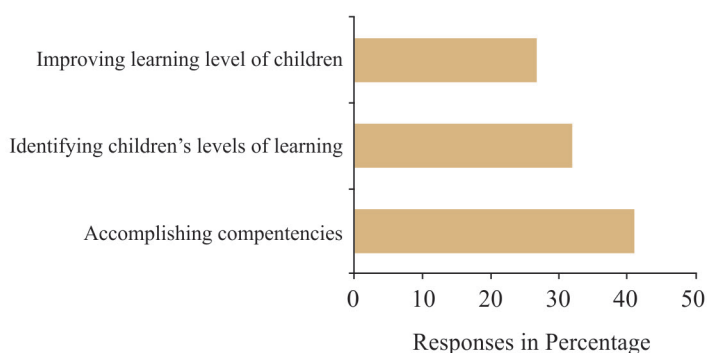 Improving learning level of children
Identifying children’s levels of learning
Accomplishing compentencies
0 10 20 30 40 50
Responses in Percentage